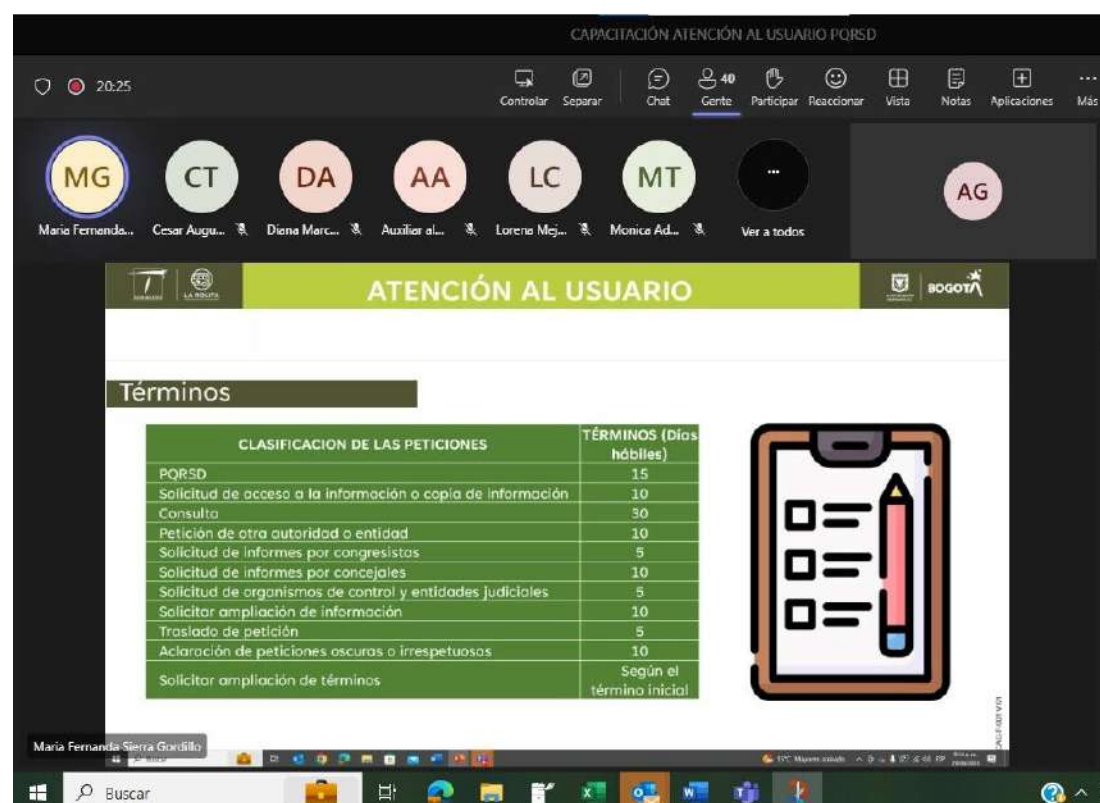 CAPACITACIÓN ATENCIÓN AL USUARIO PQRSD
20:25
Controlar Separar Chat Gente 40 Participar Reaccionar Vista Notas Aplicaciones Más
MG CT DA AA LC MT ... AG
Maria Fernanda... Cesar Augu... Diana Marc... Auxiliar al... Lorena Mej... Monica Ad... Ver a todos
ATENCIÓN AL USUARIO
LA ROLITA
BOGOTÁ
Términos
CLASIFICACION DE LAS PETICIONES TÉRMINOS (Días hábiles)
PQRSD 15
Solicitud de acceso a la información o copia de información 10
Consulta 30
Petición de otra autoridad o entidad 10
Solicitud de informes por congresistas 5
Solicitud de informes por concejales 10
Solicitud de organismos de control y entidades judiciales 5
Solicitar ampliación de información 10
Traslado de petición 5
Aclaración de peticiones oscuras o irrespetuosas 10
Solicitar ampliación de términos Según el término inicial
Maria Fernanda Sierra Gordillo
Buscar